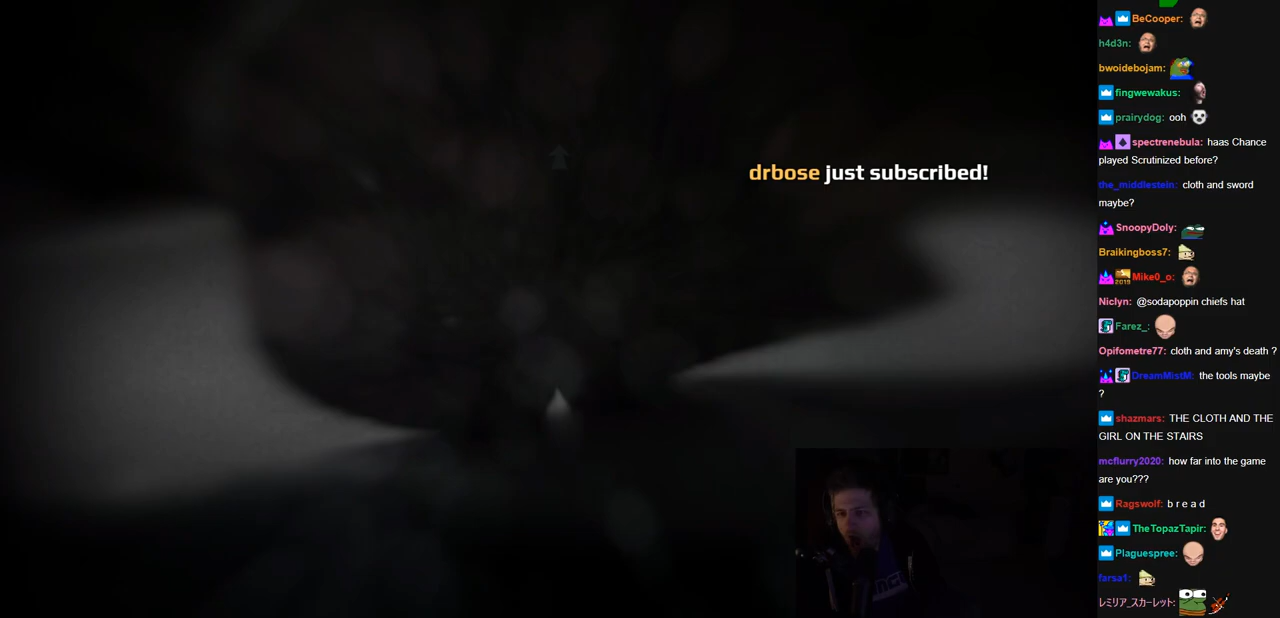 drbose just subscribed!
BeCooper:
h4d3n:
bwoidebojam:
fingwewakus:
prairydog: ooh
spectrenebula: haas Chance
played Scrutinized before?
the_middlestein: cloth and sword
maybe?
SnoopyDoly:
Braikingboss7:
2019
Mike0_o:
Niclyn: @sodapoppin chiefs hat
Farez_:
Opifometre77: cloth and amy's death ?
DreamMistM: the tools maybe
?
shazmars: THE CLOTH AND THE
GIRL ON THE STAIRS
mcflurry2020: how far into the game
are you???
Ragswolf: b r e a d
TheTopazTapir:
Plaguespree:
farsa1:
レミリア_スカーレット: